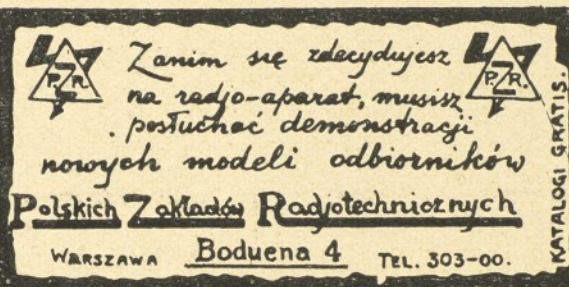 P.Z.R.
Zanim się zdecydujesz
na radjo-aparat, musisz
posłuchać demonstracji
nowych modeli odbiorników
Polskich Zakładów Radjotechnicznych
WARSZAWA Boduena 4 TEL. 303-00.
P.Z.R.
KATALOGI GRATIS.